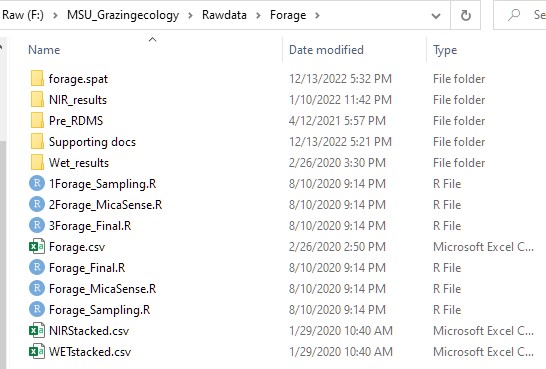 Raw (F:) > MSU_Grazingecology > Rawdata > Forage >
Name Date modified Type
forage.spat 12/13/2022 5:32 PM File folder
NIR_results 1/10/2022 11:42 PM File folder
Pre_RDMS 4/12/2021 5:57 PM File folder
Supporting docs 12/13/2022 5:21 PM File folder
Wet_results 2/26/2020 3:30 PM File folder
1Forage_Sampling.R 8/10/2020 9:14 PM R File
2Forage_MicaSense.R 8/10/2020 9:14 PM R File
3Forage_Final.R 8/10/2020 9:14 PM R File
Forage.csv 2/26/2020 2:50 PM Microsoft Excel C...
Forage_Final.R 8/10/2020 9:14 PM R File
Forage_MicaSense.R 8/10/2020 9:14 PM R File
Forage_Sampling.R 8/10/2020 9:14 PM R File
NIRStacked.csv 1/29/2020 10:40 AM Microsoft Excel C...
WETstacked.csv 1/29/2020 10:40 AM Microsoft Excel C...